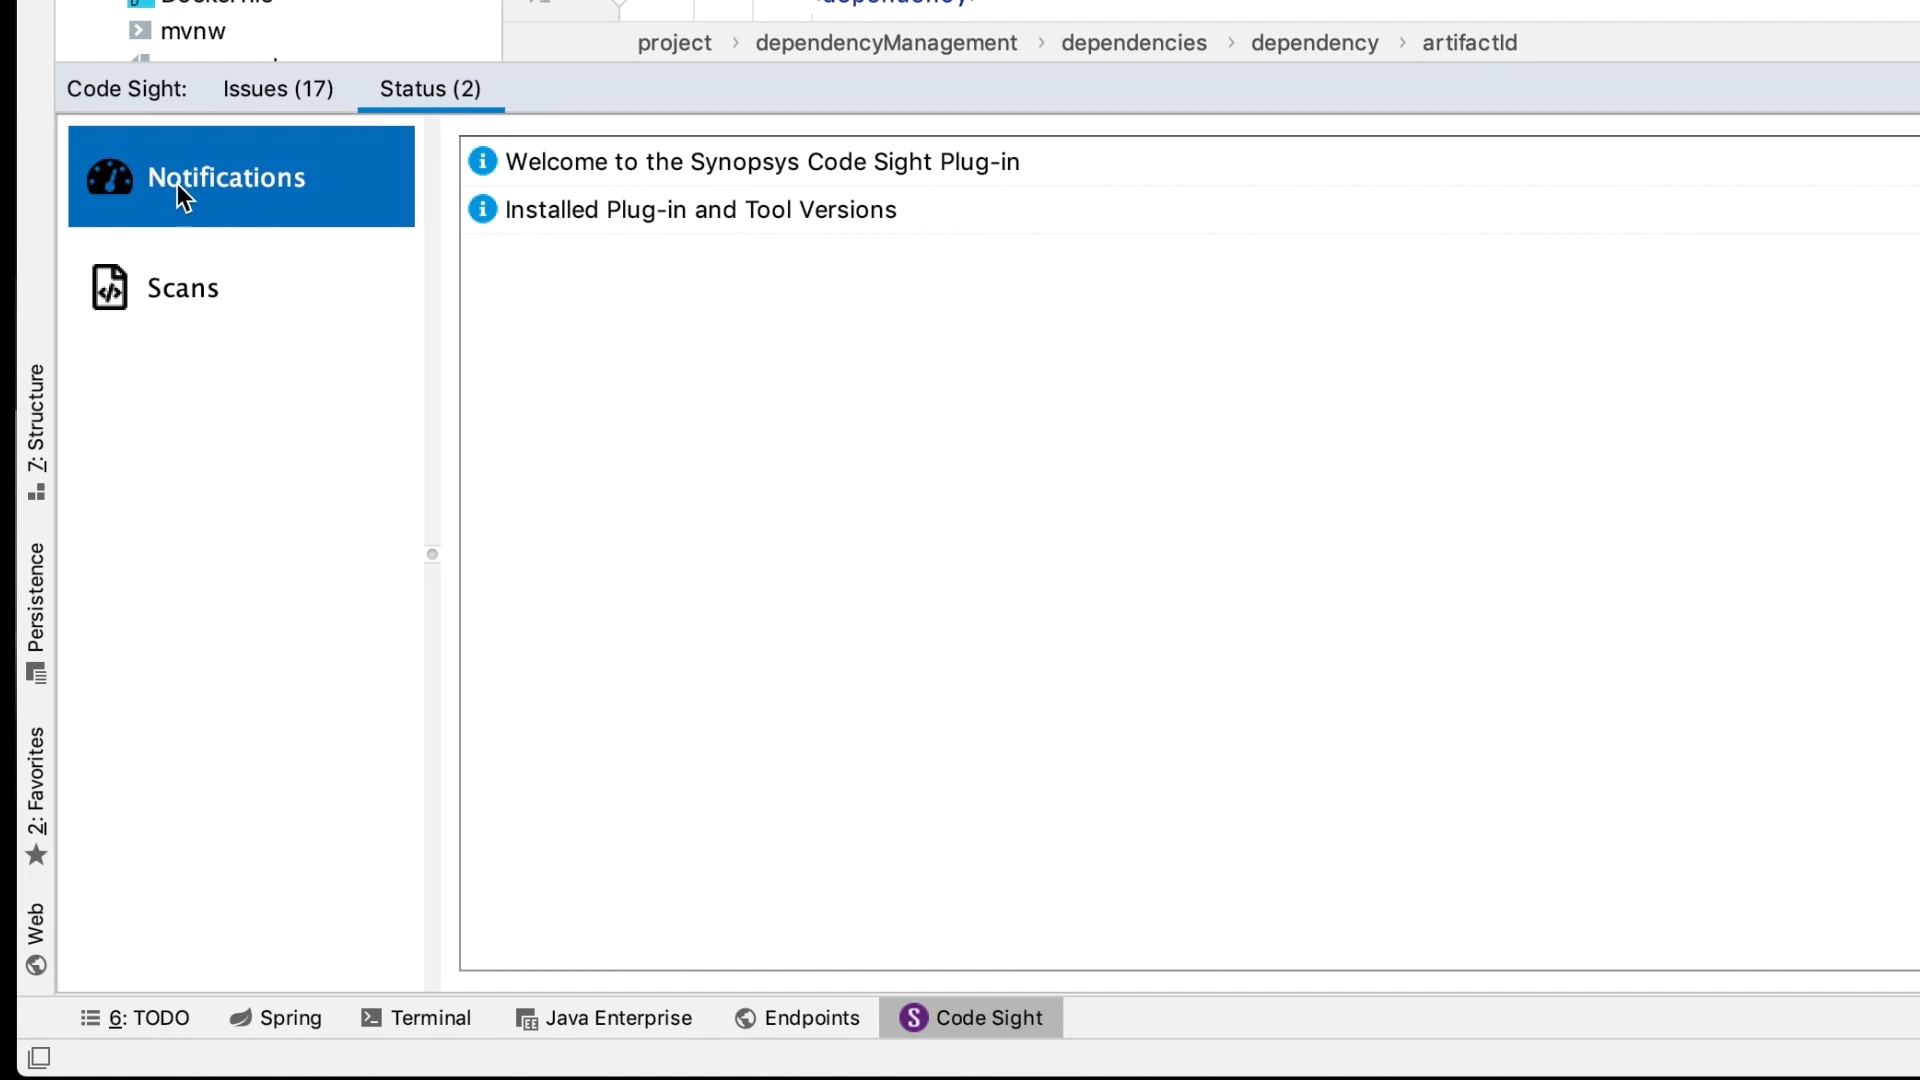 mvnw
project › dependencyManagement › dependencies › dependency › artifactId
Code Sight: Issues (17) Status (2)
Notifications
Scans
Welcome to the Synopsys Code Sight Plug-in
Installed Plug-in and Tool Versions
7: Structure
Persistence
2: Favorites
Web
6: TODO Spring Terminal Java Enterprise Endpoints Code Sight